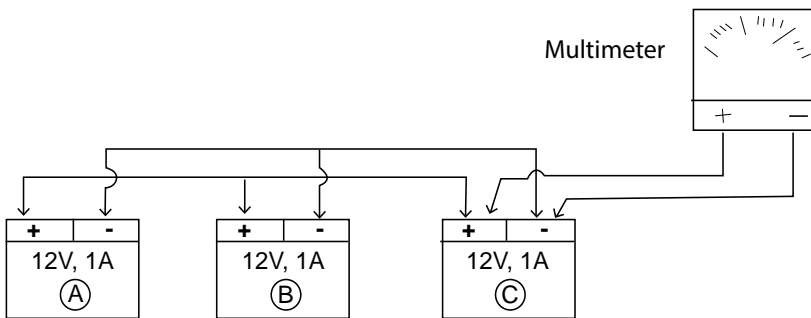 Multimeter
+ —
+ - + - + -
12V, 1A 12V, 1A 12V, 1A
A B C